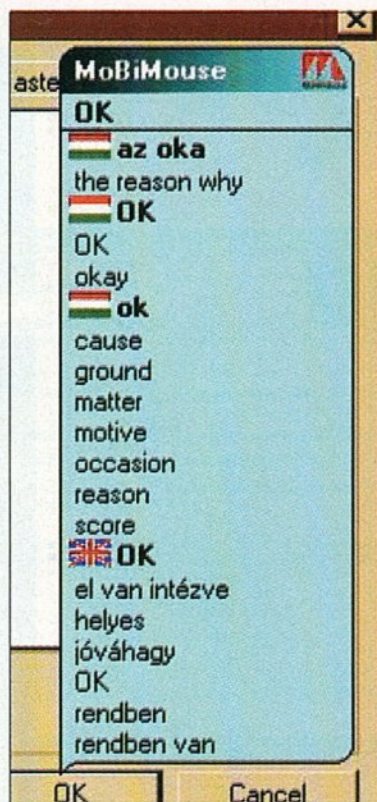 aste
MoBiMouse
OK
az oka
the reason why
OK
OK
okay
ok
cause
ground
matter
motive
occasion
reason
score
OK
el van intézve
helyes
jóváhagy
OK
rendben
rendben van
OK Cancel